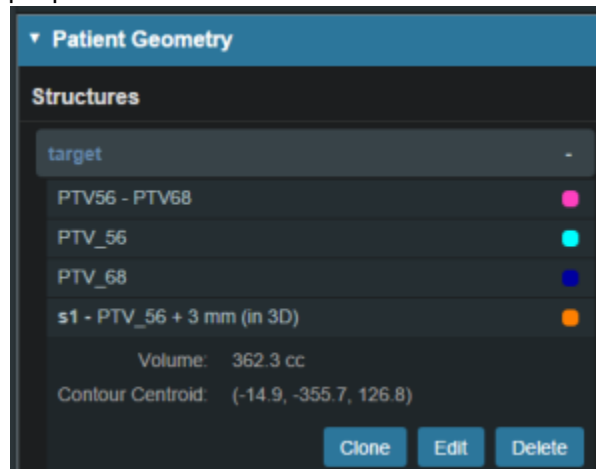 Patient Geometry
Structures
target -
PTV56 - PTV68
PTV_56
PTV_68
s1 - PTV_56 + 3 mm (in 3D)
Volume: 362.3 cc
Contour Centroid: (-14.9, -355.7, 126.8)
Clone Edit Delete